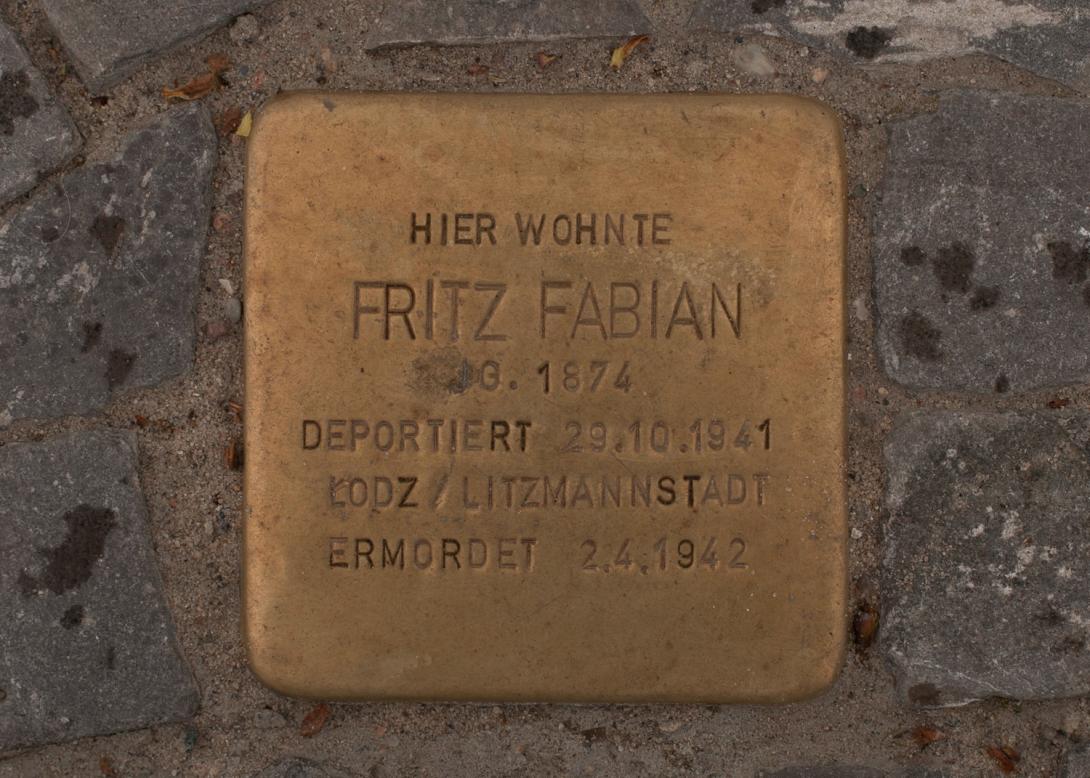 HIER WOHNTE
FRITZ FABIAN
JG. 1874
DEPORTIERT 29.10.1941
ŁODZ / LITZMANNSTADT
ERMORDET 2.4.1942